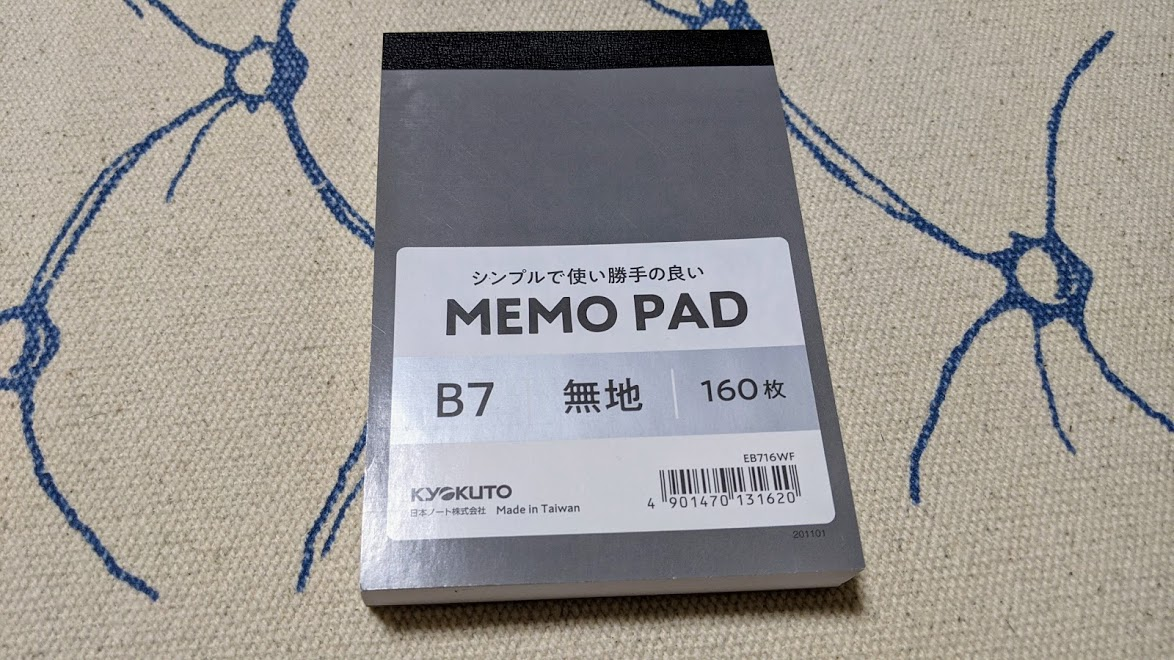 シンプルで使い勝手の良い
MEMO PAD
B7 無地 160枚
EB716WF
4 901470 131620
KYOKUTO
日本ノート株式会社 Made in Taiwan
201101